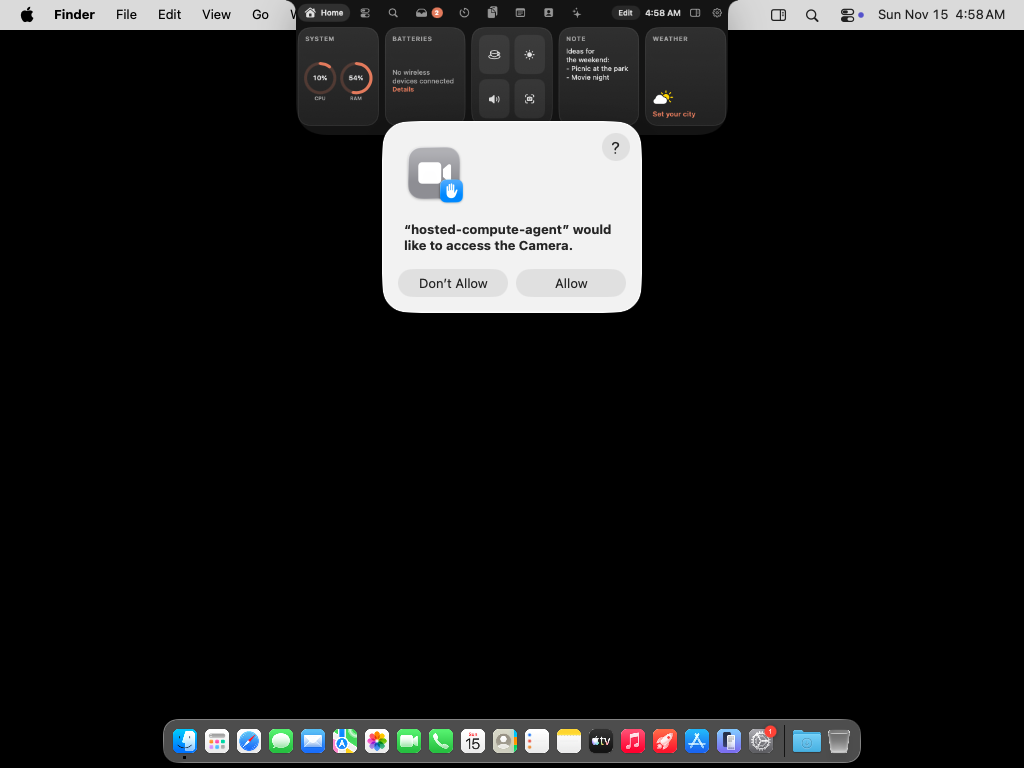 Finder File Edit View Go
Home 2 Edit 4:58 AM
Sun Nov 15 4:58 AM
SYSTEM
10%
54%
CPU
RAM
BATTERIES
No wireless
devices connected
Details
NOTE
Ideas for
the weekend:
- Picnic at the park
- Movie night
WEATHER
Set your city
?
“hosted-compute-agent” would
like to access the Camera.
Don’t Allow
Allow
Sun
15
tv
1